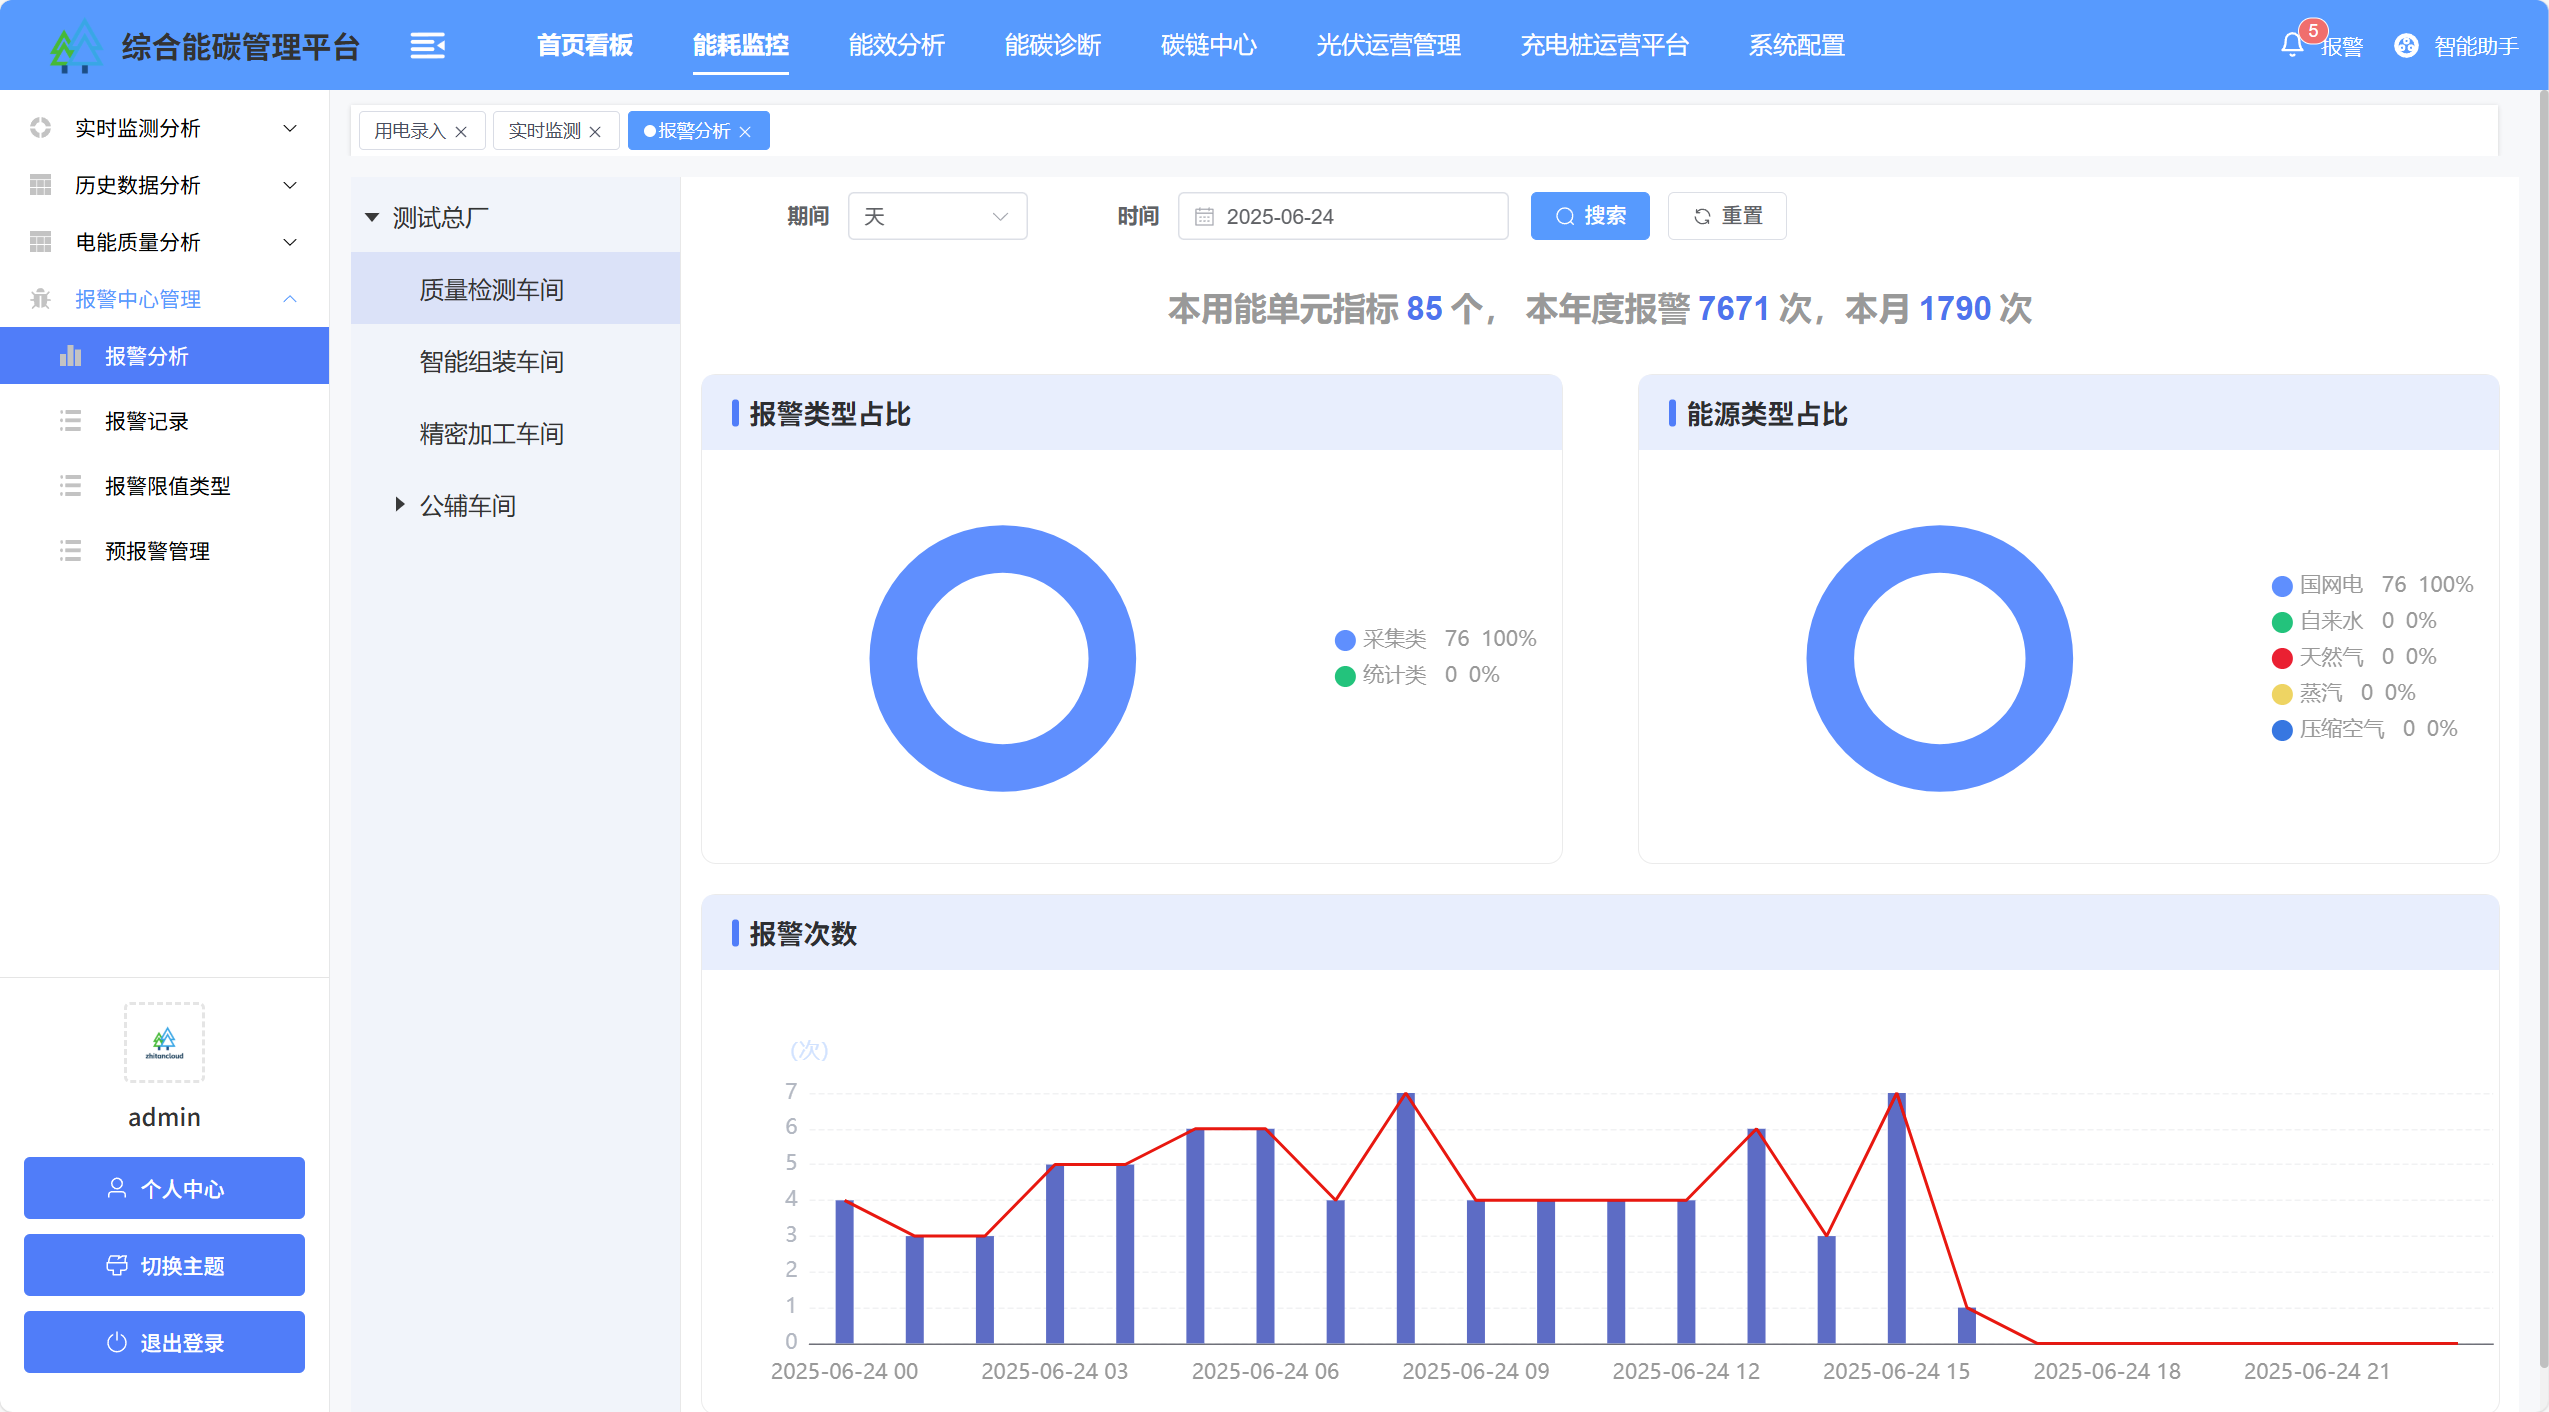 综合能碳管理平台
首页看板 能耗监控 能效分析 能碳诊断 碳链中心 光伏运营管理 充电桩运营平台 系统配置
5
报警 智能助手
实时监测分析
历史数据分析
电能质量分析
报警中心管理
报警分析
报警记录
报警限值类型
预报警管理
zhitancloud
admin
个人中心
切换主题
退出登录
用电录入 实时监测 报警分析
测试总厂
质量检测车间
智能组装车间
精密加工车间
公辅车间
期间 天 时间 2025-06-24 搜索 重置
本用能单元指标 85 个， 本年度报警 7671 次，本月 1790 次
报警类型占比
采集类 76 100%
统计类 0 0%
能源类型占比
国网电 76 100%
自来水 0 0%
天然气 0 0%
蒸汽 0 0%
压缩空气 0 0%
报警次数
(次)
7
6
5
4
3
2
1
0
2025-06-24 00 2025-06-24 03 2025-06-24 06 2025-06-24 09 2025-06-24 12 2025-06-24 15 2025-06-24 18 2025-06-24 21